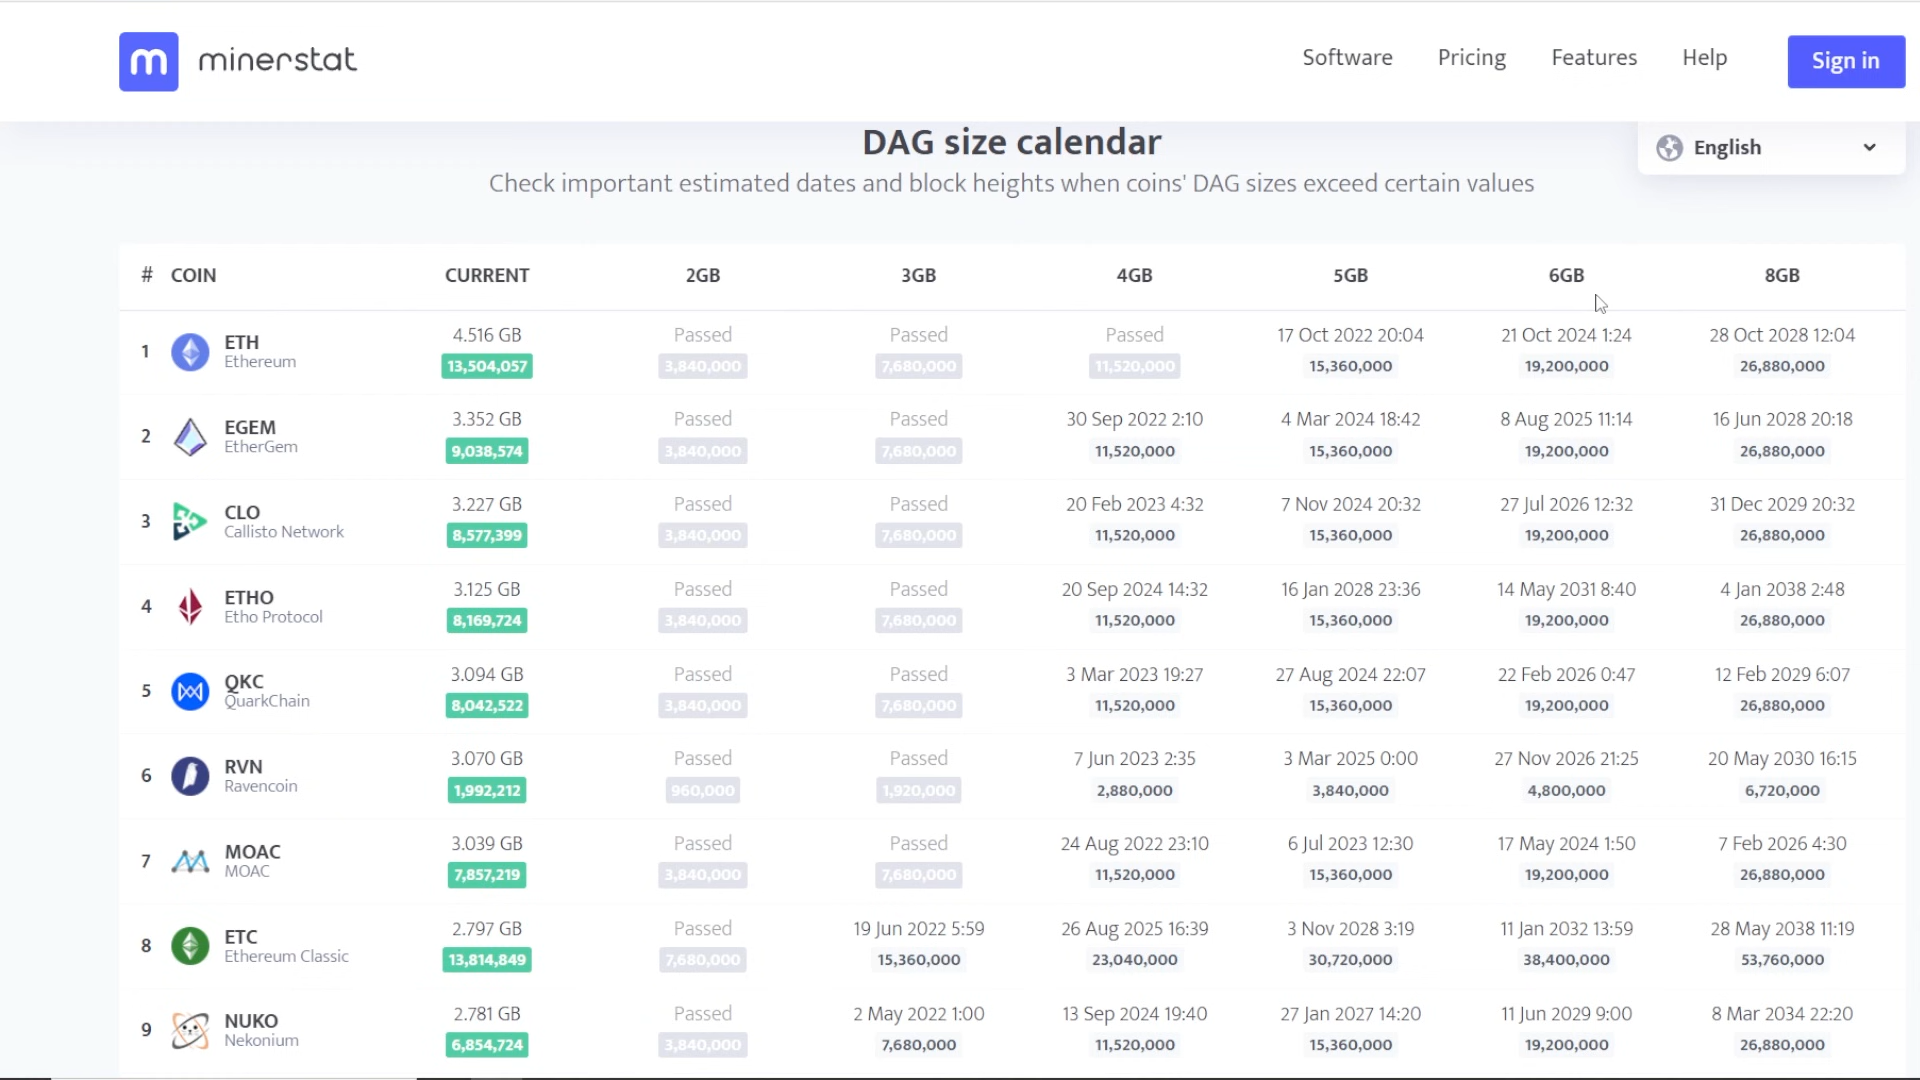 m minerstat
Software Pricing Features Help Sign in
DAG size calendar
English
Check important estimated dates and block heights when coins' DAG sizes exceed certain values
# COIN CURRENT 2GB 3GB 4GB 5GB 6GB 8GB
1 ETH 4.516 GB Passed Passed Passed 17 Oct 2022 20:04 21 Oct 2024 1:24 28 Oct 2028 12:04
Ethereum 13,504,057 3,840,000 7,680,000 11,520,000 15,360,000 19,200,000 26,880,000
2 EGEM 3.352 GB Passed Passed 30 Sep 2022 2:10 4 Mar 2024 18:42 8 Aug 2025 11:14 16 Jun 2028 20:18
EtherGem 9,038,574 3,840,000 7,680,000 11,520,000 15,360,000 19,200,000 26,880,000
3 CLO 3.227 GB Passed Passed 20 Feb 2023 4:32 7 Nov 2024 20:32 27 Jul 2026 12:32 31 Dec 2029 20:32
Callisto Network 8,577,399 3,840,000 7,680,000 11,520,000 15,360,000 19,200,000 26,880,000
4 ETHO 3.125 GB Passed Passed 20 Sep 2024 14:32 16 Jan 2028 23:36 14 May 2031 8:40 4 Jan 2038 2:48
Etho Protocol 8,169,724 3,840,000 7,680,000 11,520,000 15,360,000 19,200,000 26,880,000
5 QKC 3.094 GB Passed Passed 3 Mar 2023 19:27 27 Aug 2024 22:07 22 Feb 2026 0:47 12 Feb 2029 6:07
QuarkChain 8,042,522 3,840,000 7,680,000 11,520,000 15,360,000 19,200,000 26,880,000
6 RVN 3.070 GB Passed Passed 7 Jun 2023 2:35 3 Mar 2025 0:00 27 Nov 2026 21:25 20 May 2030 16:15
Ravencoin 1,992,212 960,000 1,920,000 2,880,000 3,840,000 4,800,000 6,720,000
7 MOAC 3.039 GB Passed Passed 24 Aug 2022 23:10 6 Jul 2023 12:30 17 May 2024 1:50 7 Feb 2026 4:30
MOAC 7,857,219 3,840,000 7,680,000 11,520,000 15,360,000 19,200,000 26,880,000
8 ETC 2.797 GB Passed 19 Jun 2022 5:59 26 Aug 2025 16:39 3 Nov 2028 3:19 11 Jan 2032 13:59 28 May 2038 11:19
Ethereum Classic 13,814,849 7,680,000 15,360,000 23,040,000 30,720,000 38,400,000 53,760,000
9 NUKO 2.781 GB Passed 2 May 2022 1:00 13 Sep 2024 19:40 27 Jan 2027 14:20 11 Jun 2029 9:00 8 Mar 2034 22:20
Nekonium 6,854,724 3,840,000 7,680,000 11,520,000 15,360,000 19,200,000 26,880,000